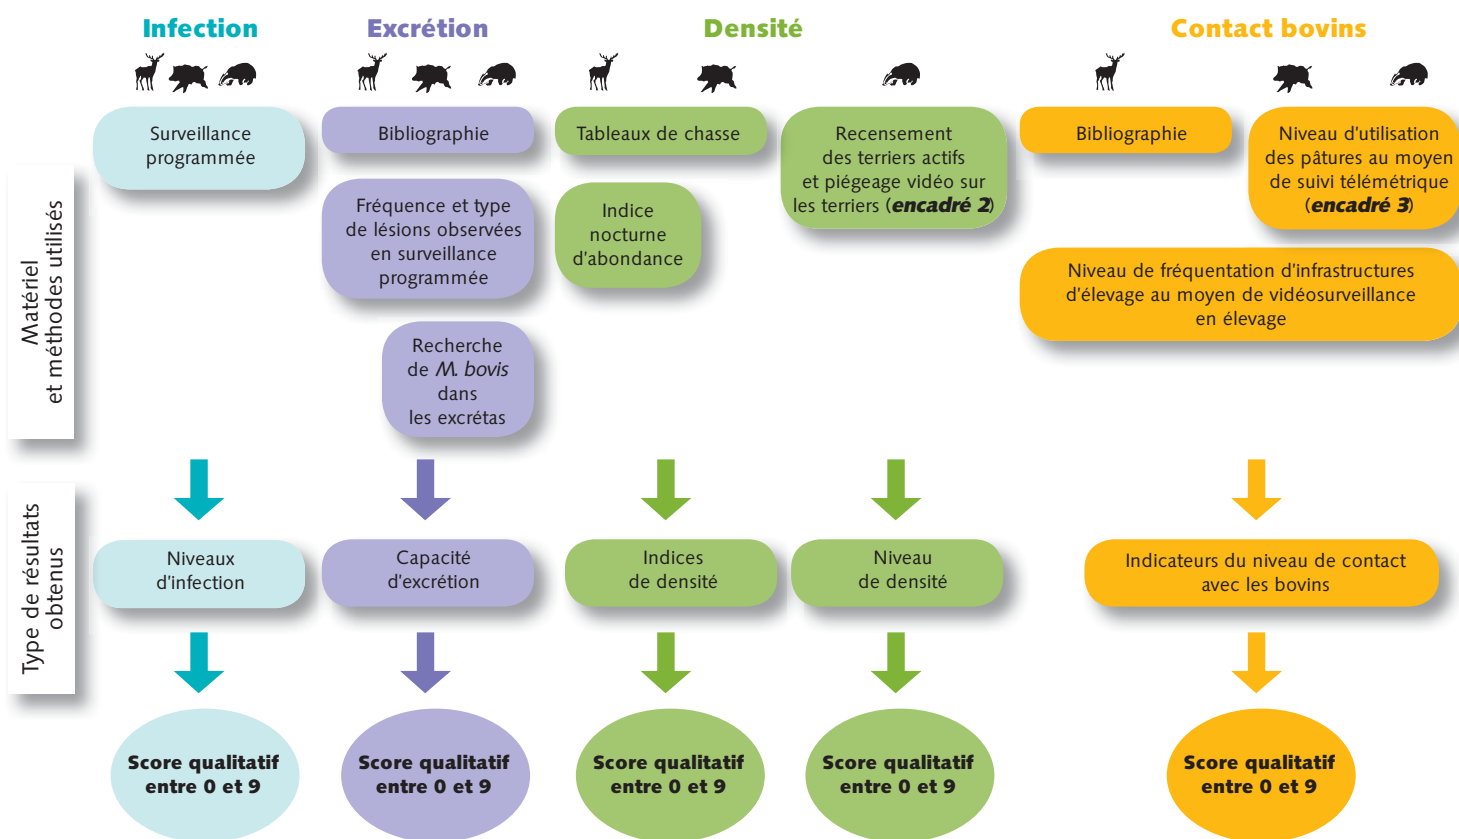 Infection
Excrétion
Densité
Contact bovins
Matériel
et méthodes utilisés
Surveillance
programmée
Bibliographie
Fréquence et type
de lésions observées
en surveillance
programmée
Recherche
de M. bovis
dans
les excrétas
Tableaux de chasse
Indice
nocturne
d'abondance
Recensement
des terriers actifs
et piégeage vidéo sur
les terriers (encadré 2)
Bibliographie
Niveau d'utilisation
des pâtures au moyen
de suivi télémétrique
(encadré 3)
Niveau de fréquentation d'infrastructures
d'élevage au moyen de vidéosurveillance
en élevage
Type de résultats
obtenus
Niveaux
d'infection
Capacité
d'excrétion
Indices
de densité
Niveau
de densité
Indicateurs du niveau de contact
avec les bovins
Score qualitatif
entre 0 et 9
Score qualitatif
entre 0 et 9
Score qualitatif
entre 0 et 9
Score qualitatif
entre 0 et 9
Score qualitatif
entre 0 et 9